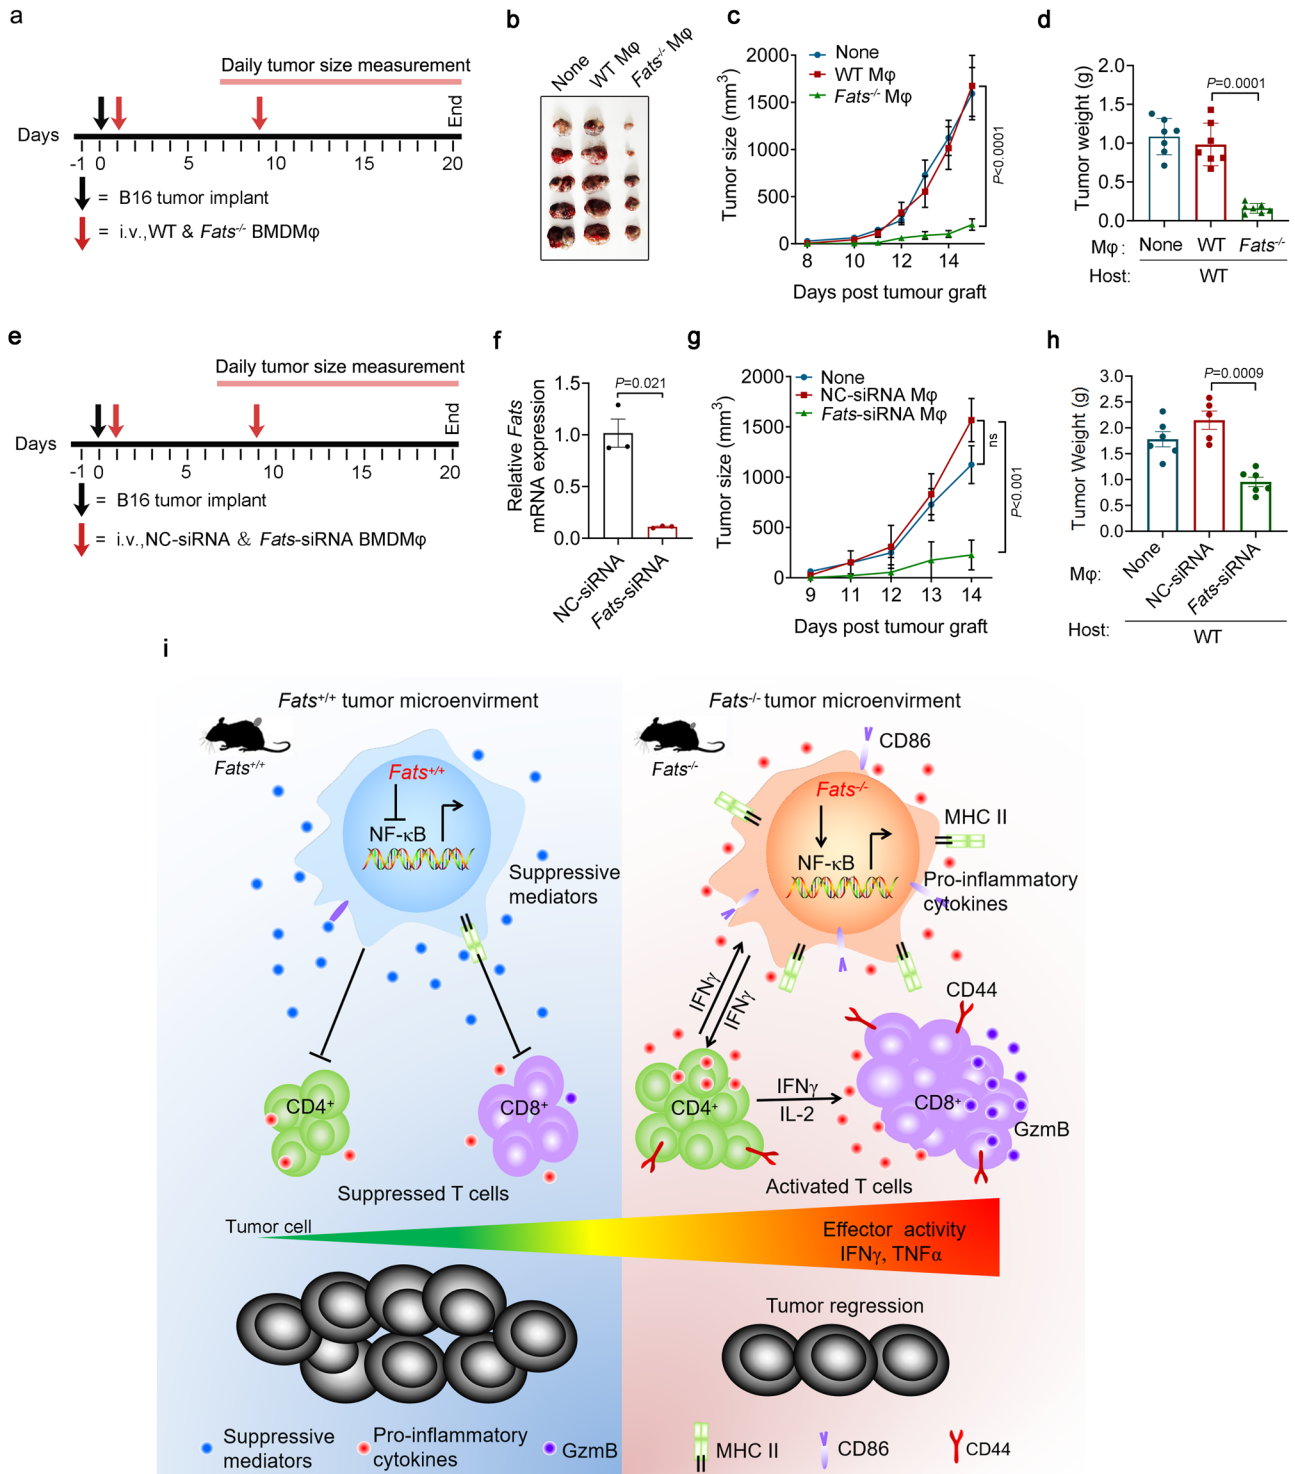 a
Daily tumor size measurement
End
Days
-1 0 5 10 15 20
= B16 tumor implant
= i.v.,WT & Fats-/- BMDMφ
b
None
WT Mφ
Fats-/- Mφ
c
None
WT Mφ
Fats-/- Mφ
Tumor size (mm3)
2000
1500
1000
500
0
8 10 12 14
Days post tumour graft
P<0.0001
d
Tumor weight (g)
2.0
1.5
1.0
0.5
0.0
P=0.0001
Mφ: None WT Fats-/-
Host: WT
e
Daily tumor size measurement
End
Days
-1 0 5 10 15 20
= B16 tumor implant
= i.v.,NC-siRNA & Fats-siRNA BMDMφ
f
Relative Fats
mRNA expression
1.5
1.0
0.5
0.0
P=0.021
NC-siRNA
Fats-siRNA
g
None
NC-siRNA Mφ
Fats-siRNA Mφ
Tumor size (mm3)
2000
1500
1000
500
0
9 11 12 13 14
Days post tumour graft
ns
P<0.001
h
Tumor Weight (g)
3.0
2.5
2.0
1.5
1.0
0.5
0.0
P=0.0009
Mφ:
None
NC-siRNA
Fats-siRNA
Host: WT
i
Fats+/+ tumor microenvirment
Fats+/+
Fats+/+
NF-κB
Suppressive
mediators
CD4+
CD8+
Suppressed T cells
Fats-/- tumor microenvirment
Fats-/-
CD86
Fats-/-
MHC II
NF-κB
Pro-inflammatory
cytokines
IFNγ
IFNγ
CD44
CD4+
IFNγ
IL-2
CD8+
GzmB
Activated T cells
Tumor cell
Effector activity
IFNγ, TNFα
Tumor regression
Suppressive
mediators
Pro-inflammatory
cytokines
GzmB
MHC II
CD86
CD44